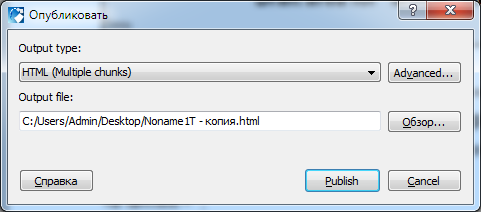 Опубликовать
Output type:
HTML (Multiple chunks)
Advanced...
Output file:
C:/Users/Admin/Desktop/Noname1T - копия.html
Обзор...
Справка
Publish
Cancel